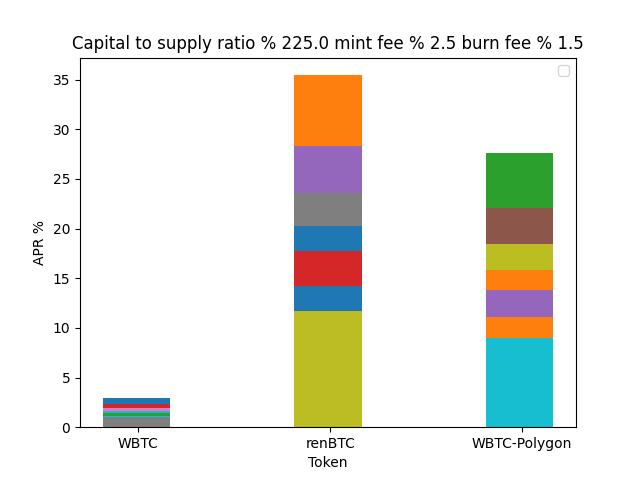 Capital to supply ratio % 225.0 mint fee % 2.5 burn fee % 1.5
35
30
25
20
15
10
5
0
APR %
WBTC renBTC WBTC-Polygon
Token